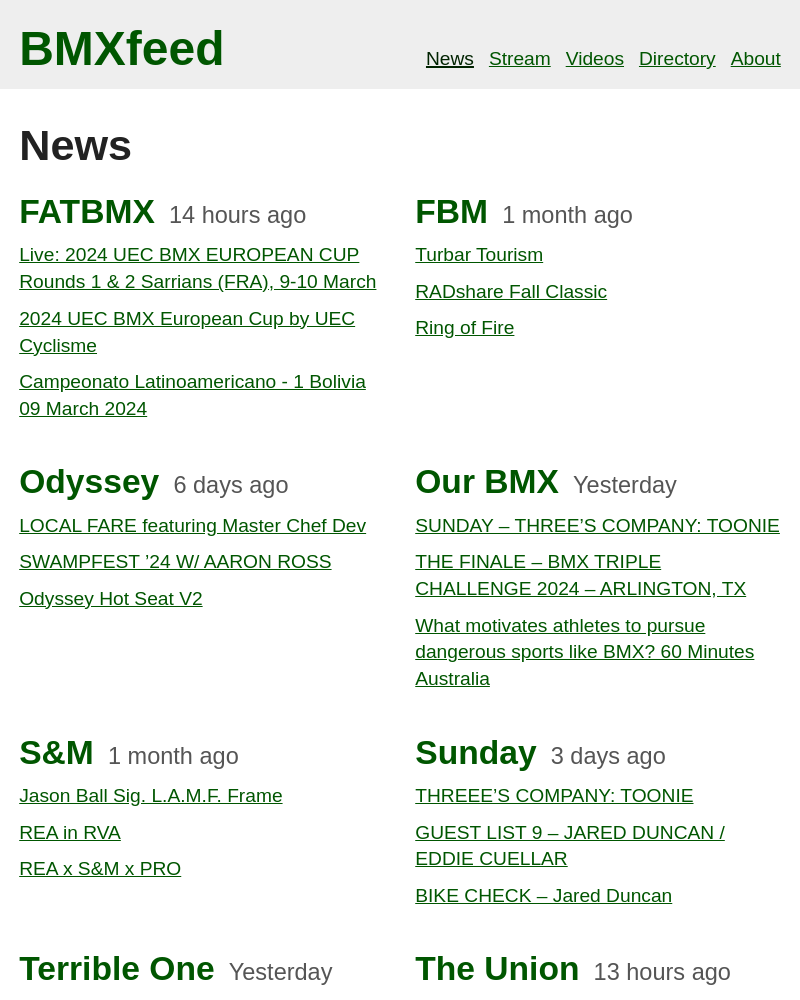 BMXfeed
News Stream Videos Directory About
News
FATBMX 14 hours ago
Live: 2024 UEC BMX EUROPEAN CUP
Rounds 1 & 2 Sarrians (FRA), 9-10 March
2024 UEC BMX European Cup by UEC
Cyclisme
Campeonato Latinoamericano - 1 Bolivia
09 March 2024
FBM 1 month ago
Turbar Tourism
RADshare Fall Classic
Ring of Fire
Odyssey 6 days ago
LOCAL FARE featuring Master Chef Dev
SWAMPFEST ’24 W/ AARON ROSS
Odyssey Hot Seat V2
Our BMX Yesterday
SUNDAY – THREE’S COMPANY: TOONIE
THE FINALE – BMX TRIPLE
CHALLENGE 2024 – ARLINGTON, TX
What motivates athletes to pursue
dangerous sports like BMX? 60 Minutes
Australia
S&M 1 month ago
Jason Ball Sig. L.A.M.F. Frame
REA in RVA
REA x S&M x PRO
Sunday 3 days ago
THREEE’S COMPANY: TOONIE
GUEST LIST 9 – JARED DUNCAN /
EDDIE CUELLAR
BIKE CHECK – Jared Duncan
Terrible One Yesterday
The Union 13 hours ago